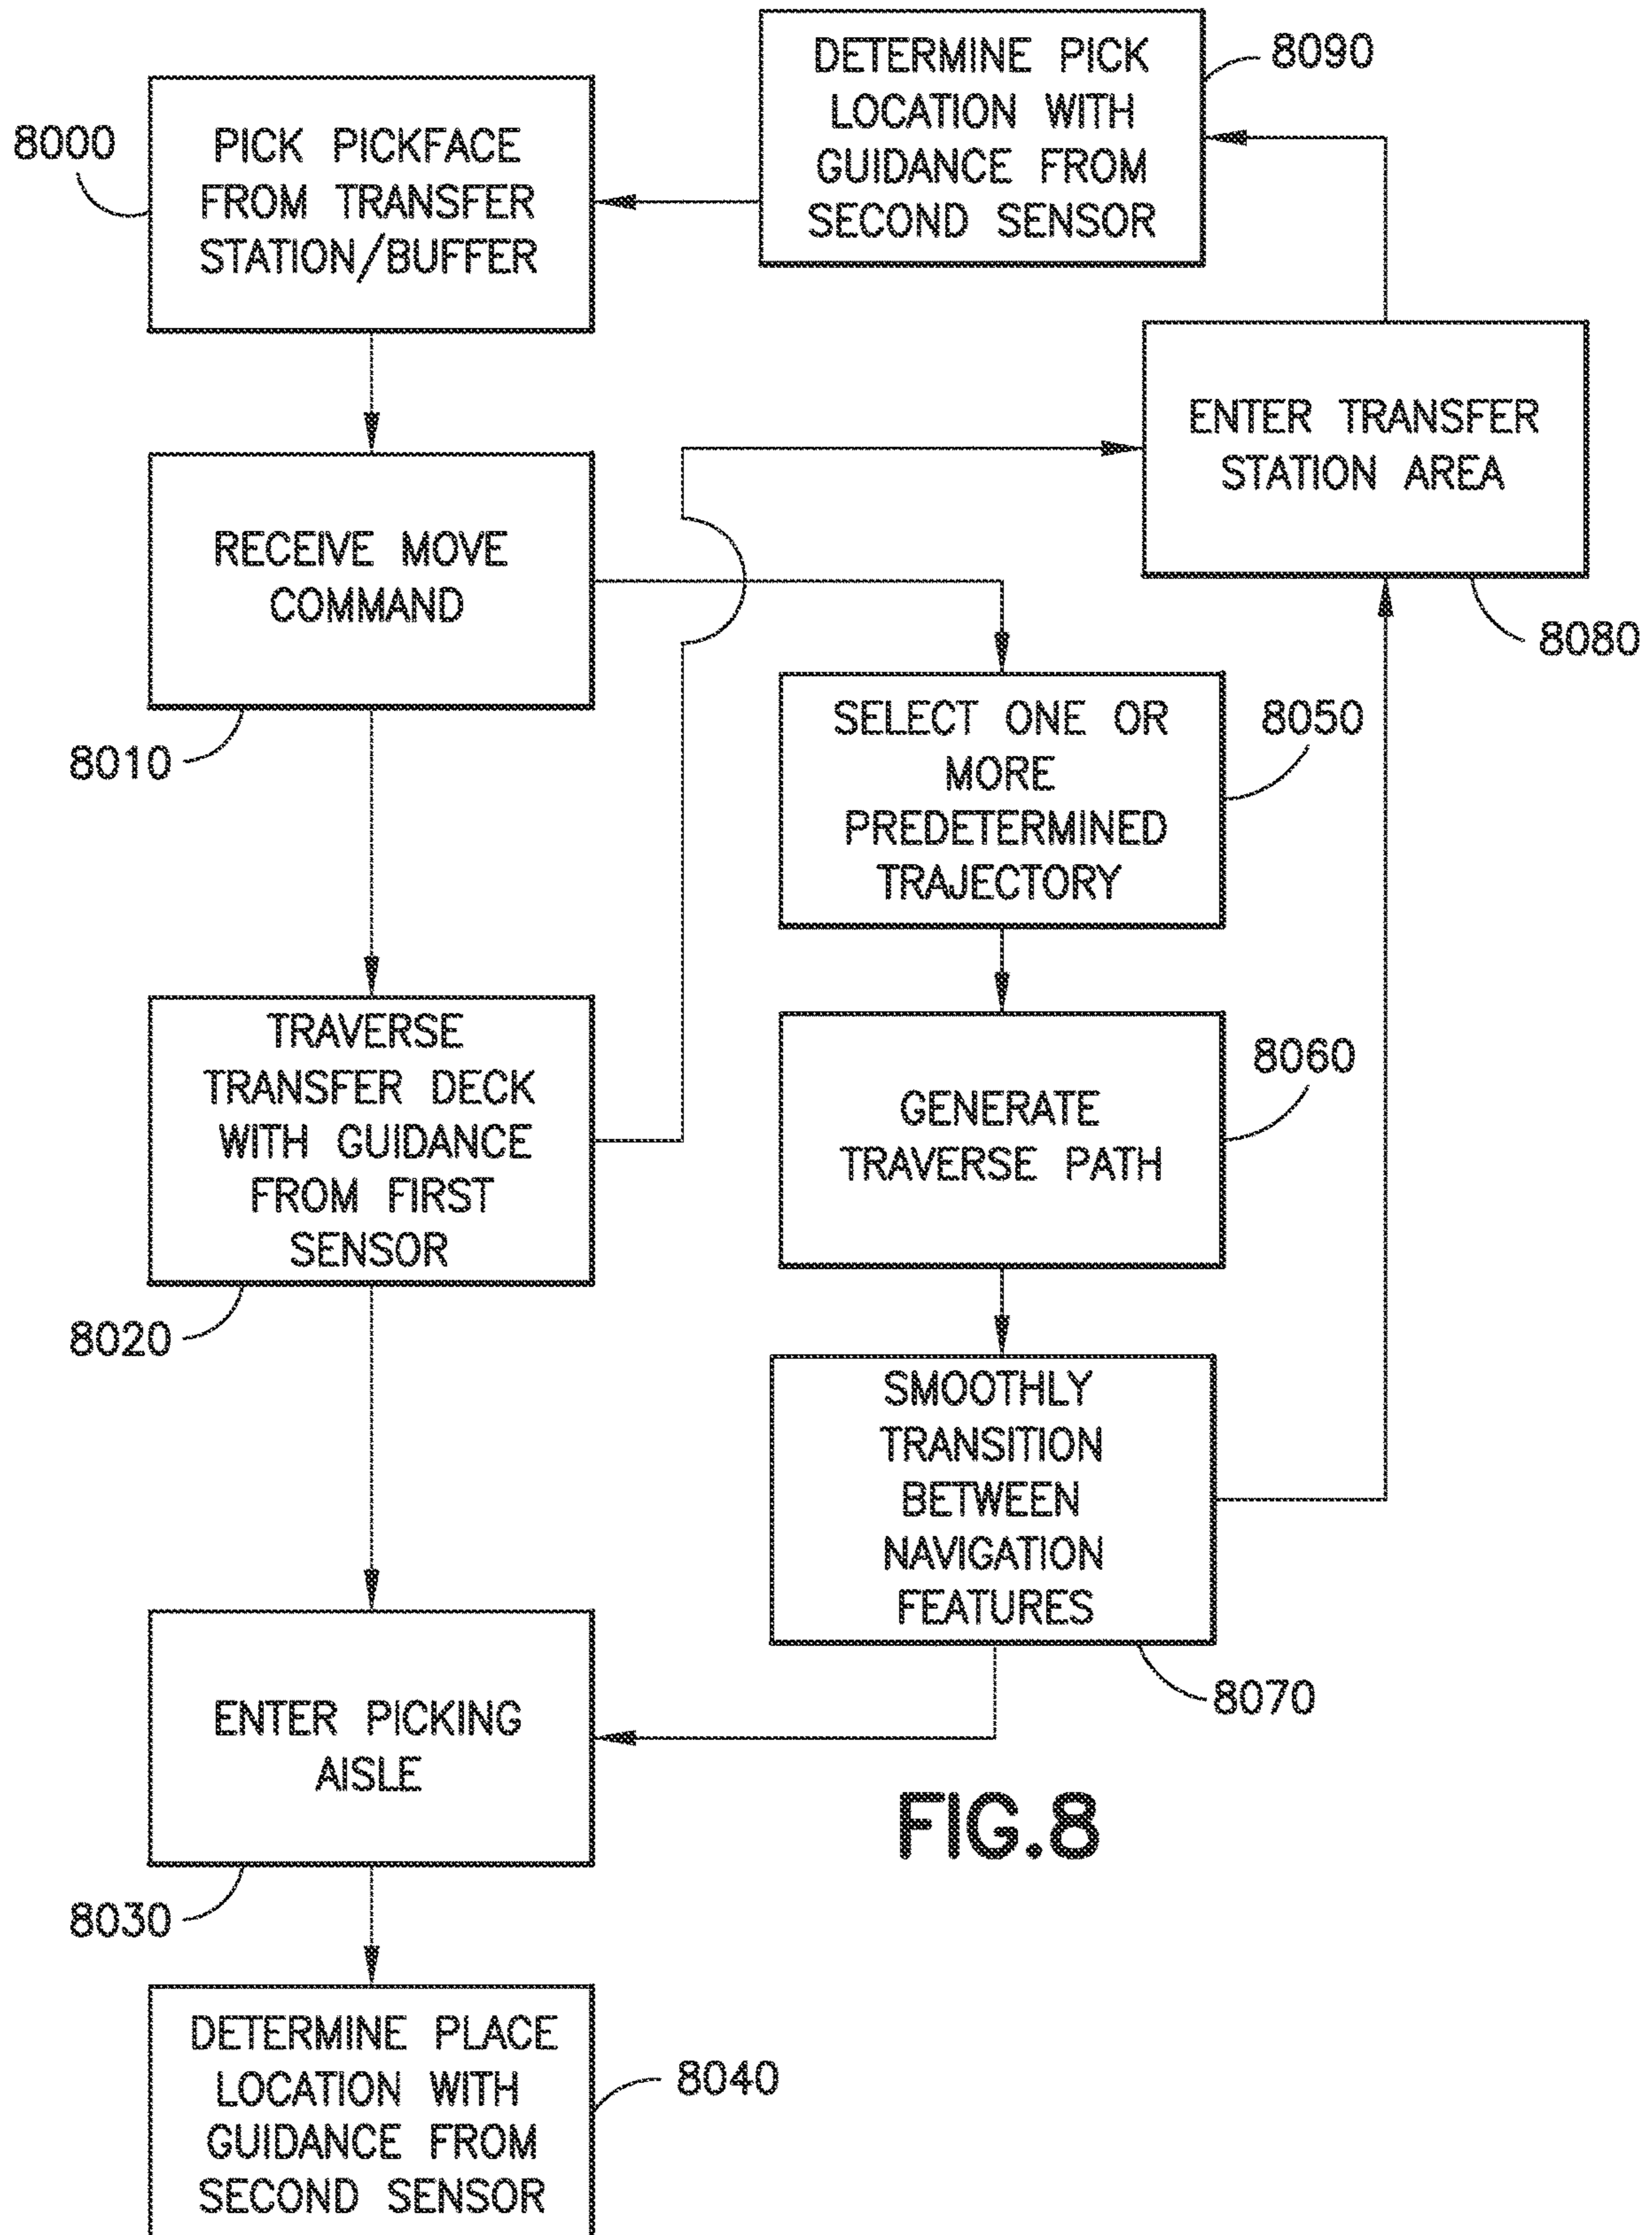 8000
PICK PICKFACE
FROM TRANSFER
STATION/BUFFER
DETERMINE PICK
LOCATION WITH
GUIDANCE FROM
SECOND SENSOR
8090
RECEIVE MOVE
COMMAND
8010
ENTER TRANSFER
STATION AREA
8080
SELECT ONE OR
MORE
PREDETERMINED
TRAJECTORY
8050
TRAVERSE
TRANSFER DECK
WITH GUIDANCE
FROM FIRST
SENSOR
8020
GENERATE
TRAVERSE PATH
8060
SMOOTHLY
TRANSITION
BETWEEN
NAVIGATION
FEATURES
8070
ENTER PICKING
AISLE
8030
FIG.8
DETERMINE PLACE
LOCATION WITH
GUIDANCE FROM
SECOND SENSOR
8040